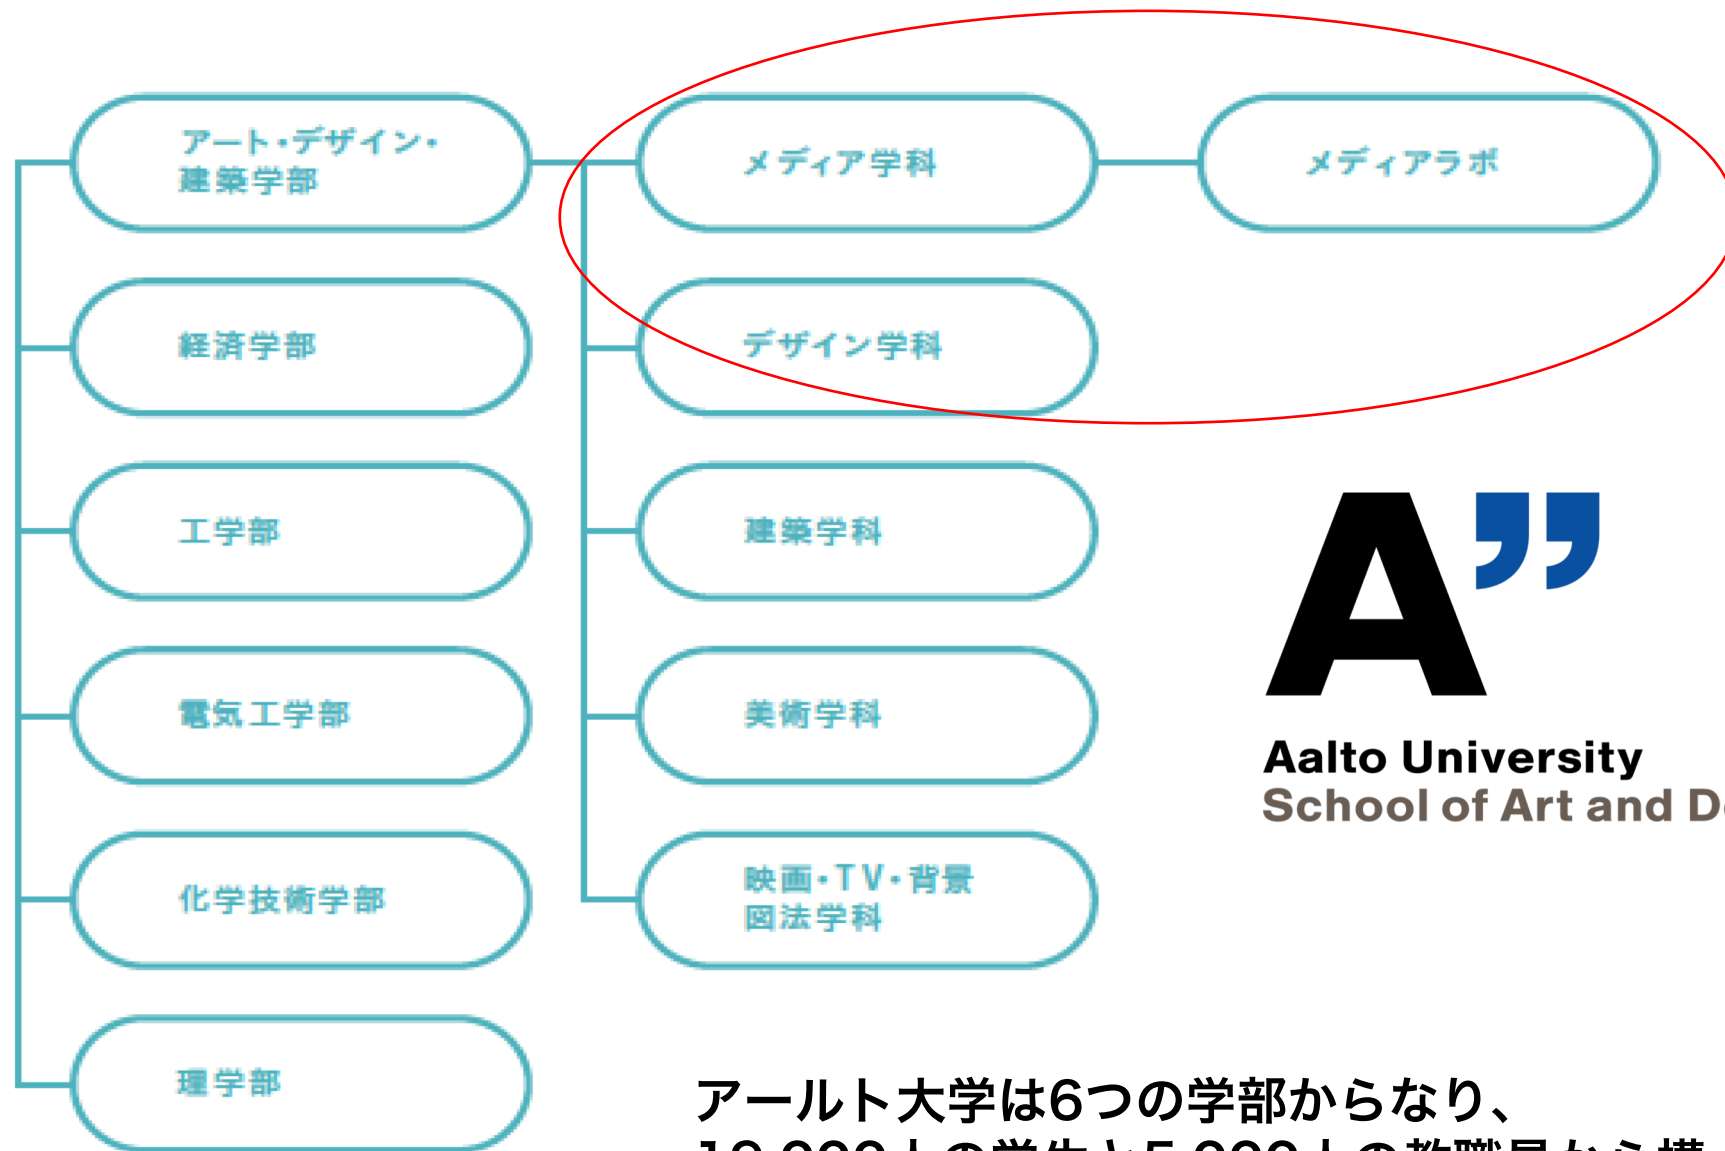 アート・デザイン・
建築学部
メディア学科
メディアラボ
経済学部
デザイン学科
工学部
建築学科
電気工学部
美術学科
化学技術学部
映画・TV・背景
図法学科
理学部
A”
Aalto University
School of Art and
アールト大学は6つの学部からなり、